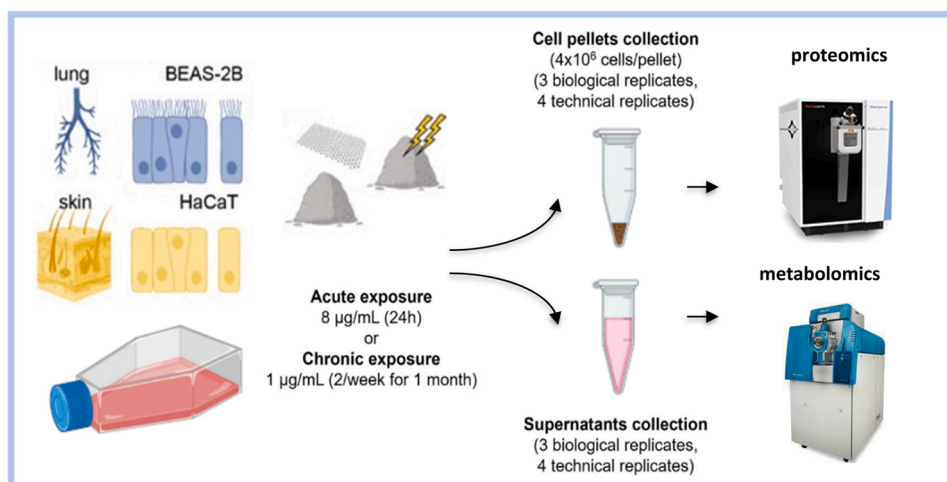 lung
BEAS-2B
skin
HaCaT
Acute exposure
8 µg/mL (24h)
or
Chronic exposure
1 µg/mL (2/week for 1 month)
Cell pellets collection
(4x10⁶ cells/pellet)
(3 biological replicates,
4 technical replicates)
proteomics
Supernatants collection
(3 biological replicates,
4 technical replicates)
metabolomics